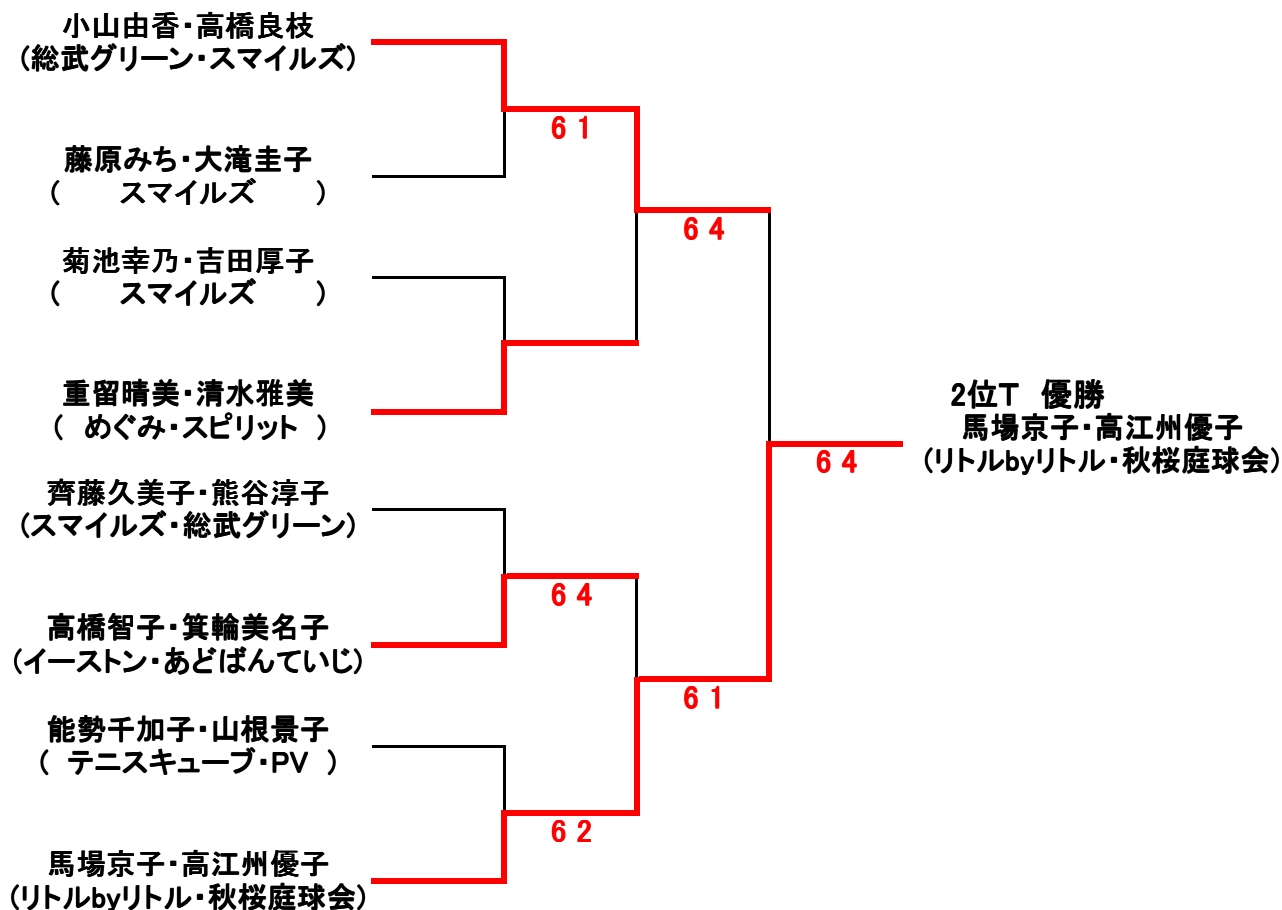 小山由香・高橋良枝
(総武グリーン・スマイルズ)
6 1
藤原みち・大滝圭子
(　　スマイルズ　　)
6 4
菊池幸乃・吉田厚子
(　　スマイルズ　　)
重留晴美・清水雅美
(　めぐみ・スピリット　)
2位T　優勝
馬場京子・高江州優子
(リトルbyリトル・秋桜庭球会)
6 4
齊藤久美子・熊谷淳子
(スマイルズ・総武グリーン)
6 4
高橋智子・箕輪美名子
(イーストン・あどばんていじ)
6 1
能勢千加子・山根景子
(　テニスキューブ・PV　)
6 2
馬場京子・高江州優子
(リトルbyリトル・秋桜庭球会)